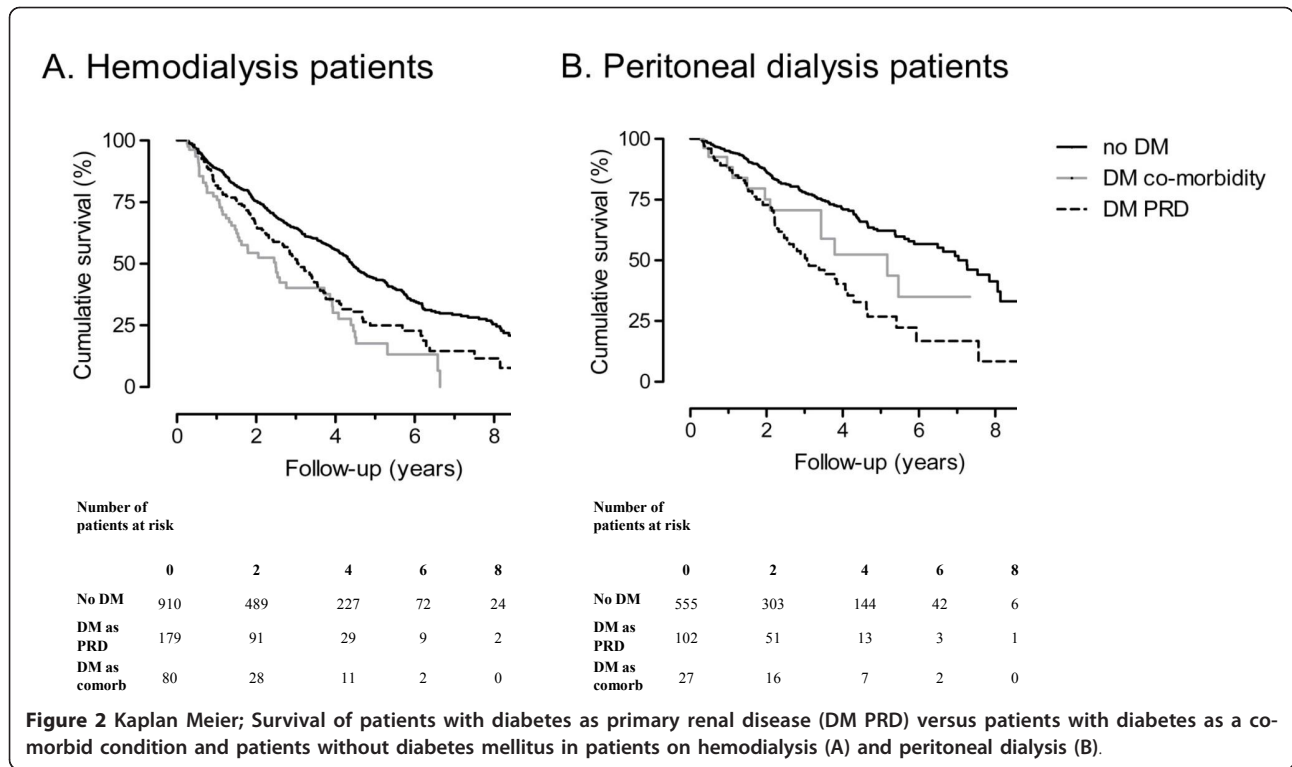 A. Hemodialysis patients
B. Peritoneal dialysis patients
100
75
50
25
0
Cumulative survival (%)
0 2 4 6 8
Follow-up (years)
100
75
50
25
0
Cumulative survival (%)
0 2 4 6 8
Follow-up (years)
no DM
DM co-morbidity
DM PRD
Number of
patients at risk
0 2 4 6 8
No DM 910 489 227 72 24
DM as
PRD 179 91 29 9 2
DM as
comorb 80 28 11 2 0
Number of
patients at risk
0 2 4 6 8
No DM 555 303 144 42 6
DM as
PRD 102 51 13 3 1
DM as
comorb 27 16 7 2 0
Figure 2 Kaplan Meier; Survival of patients with diabetes as primary renal disease (DM PRD) versus patients with diabetes as a co-
morbid condition and patients without diabetes mellitus in patients on hemodialysis (A) and peritoneal dialysis (B).